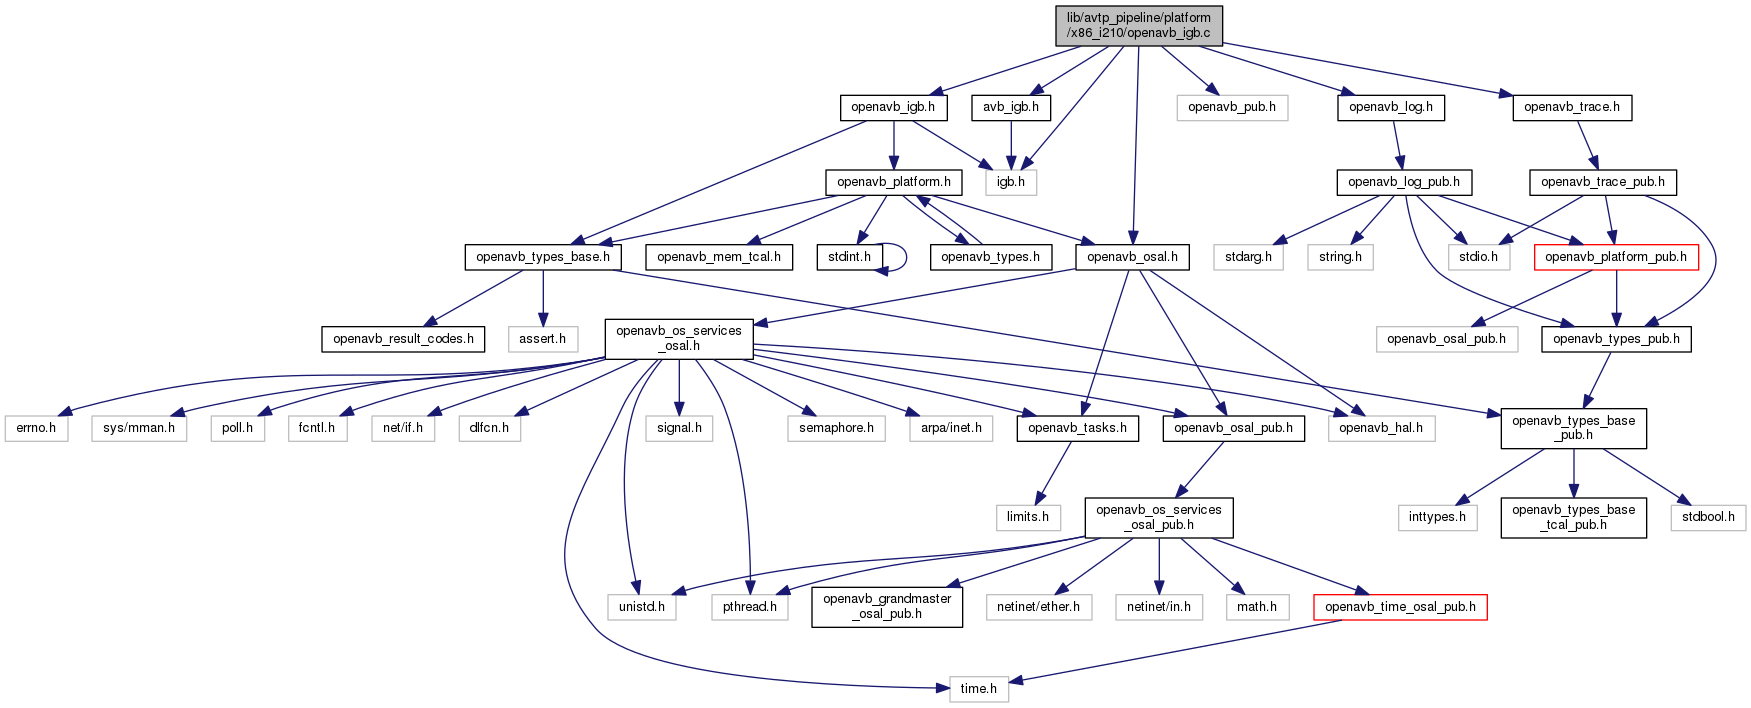 lib/avtp_pipeline/platform
/x86_i210/openavb_igb.c
openavb_igb.h
avb_igb.h
openavb_pub.h
openavb_log.h
openavb_trace.h
openavb_platform.h
igb.h
openavb_log_pub.h
openavb_trace_pub.h
openavb_types_base.h
openavb_mem_tcal.h
stdint.h
openavb_types.h
openavb_osal.h
stdarg.h
string.h
stdio.h
openavb_platform_pub.h
openavb_result_codes.h
assert.h
openavb_os_services
_osal.h
openavb_osal_pub.h
openavb_types_pub.h
errno.h
sys/mman.h
poll.h
fcntl.h
net/if.h
dlfcn.h
signal.h
semaphore.h
arpa/inet.h
openavb_tasks.h
openavb_osal_pub.h
openavb_hal.h
openavb_types_base
_pub.h
limits.h
openavb_os_services
_osal_pub.h
inttypes.h
openavb_types_base
_tcal_pub.h
stdbool.h
unistd.h
pthread.h
openavb_grandmaster
_osal_pub.h
netinet/ether.h
netinet/in.h
math.h
openavb_time_osal_pub.h
time.h